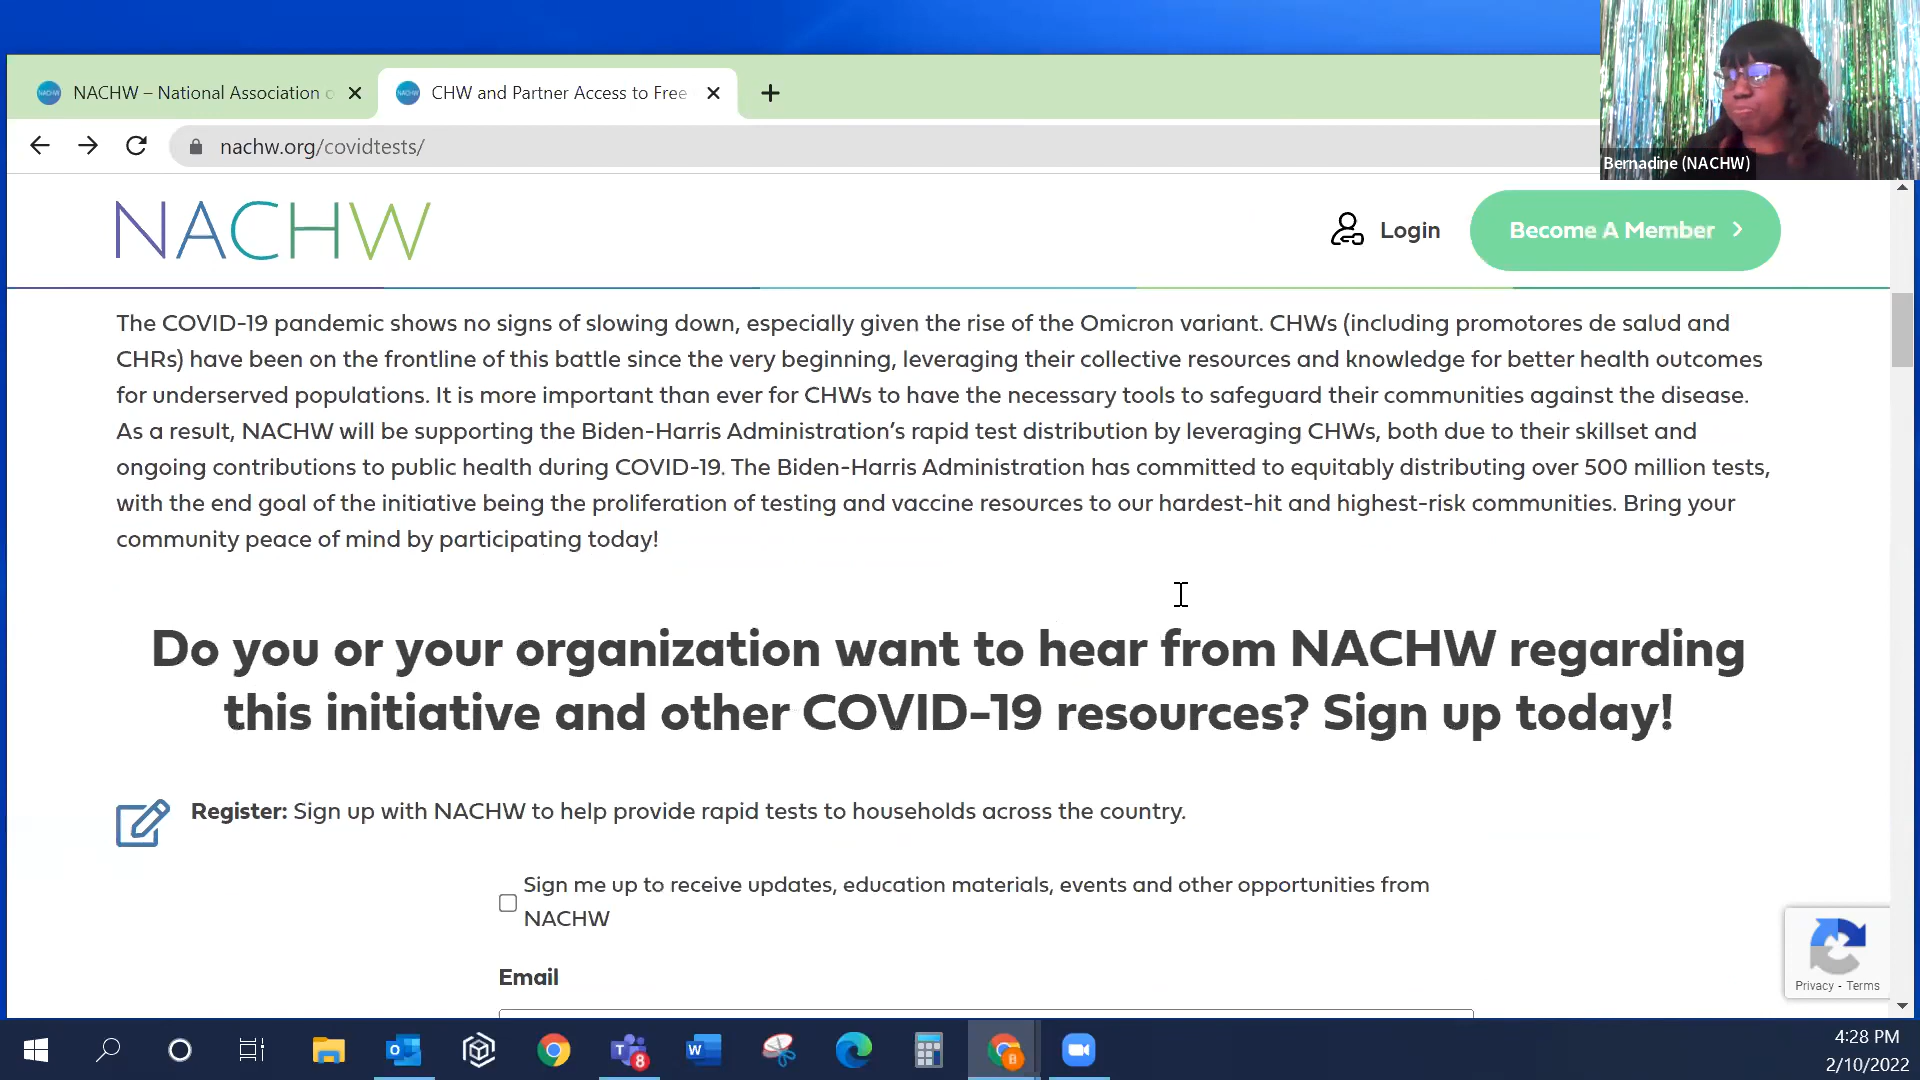 NACHW – National Association o
CHW and Partner Access to Free
nachw.org/covidtests/
Bernadine (NACHW)
NACHW
Login
Become A Member
The COVID-19 pandemic shows no signs of slowing down, especially given the rise of the Omicron variant. CHWs (including promotores de salud and
CHRs) have been on the frontline of this battle since the very beginning, leveraging their collective resources and knowledge for better health outcomes
for underserved populations. It is more important than ever for CHWs to have the necessary tools to safeguard their communities against the disease.
As a result, NACHW will be supporting the Biden-Harris Administration's rapid test distribution by leveraging CHWs, both due to their skillset and
ongoing contributions to public health during COVID-19. The Biden-Harris Administration has committed to equitably distributing over 500 million tests,
with the end goal of the initiative being the proliferation of testing and vaccine resources to our hardest-hit and highest-risk communities. Bring your
community peace of mind by participating today!
Do you or your organization want to hear from NACHW regarding
this initiative and other COVID-19 resources? Sign up today!
Register: Sign up with NACHW to help provide rapid tests to households across the country.
Sign me up to receive updates, education materials, events and other opportunities from
NACHW
Email
Privacy - Terms
8
B
4:28 PM
2/10/2022